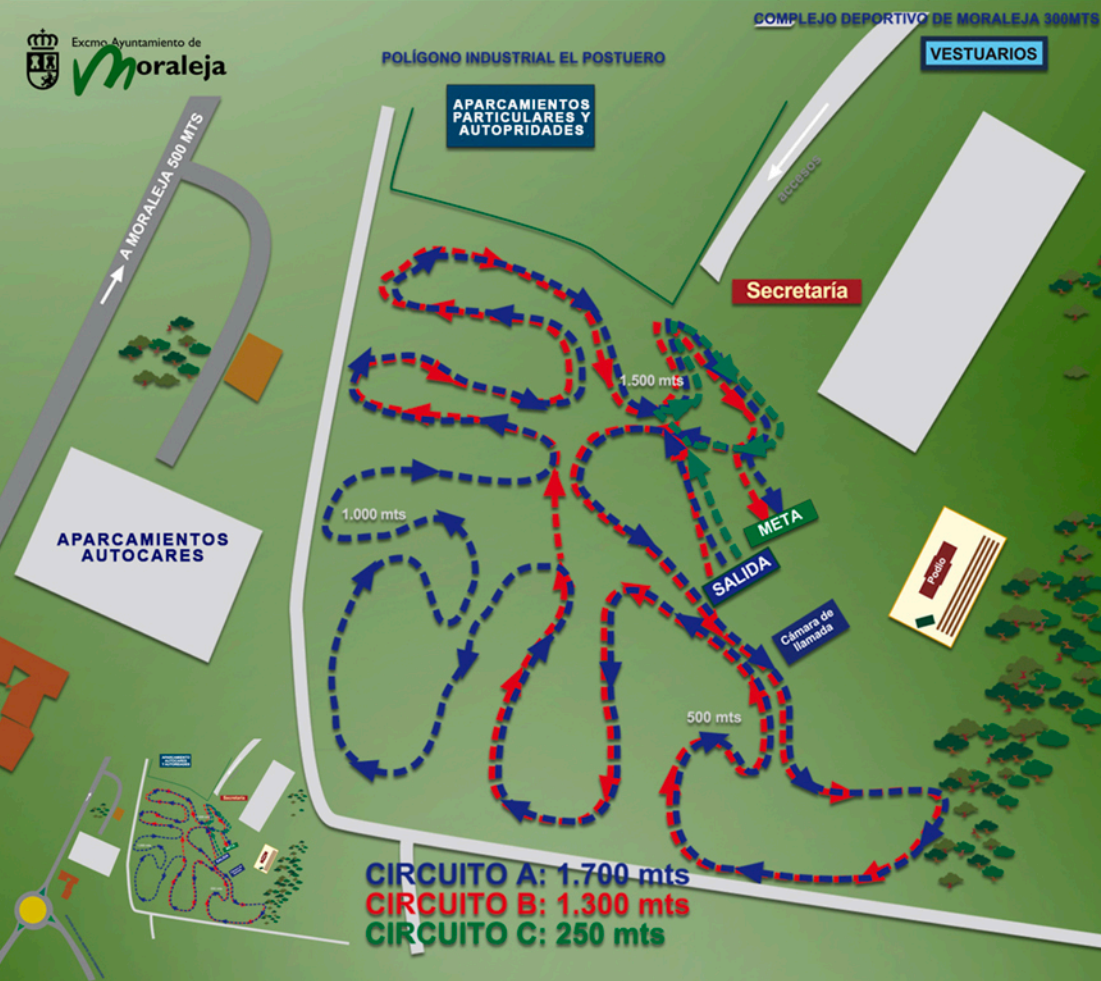 COMPLEJO DEPORTIVO DE MORALEJA 300MTS
Excmo Ayuntamiento de
Moraleja
POLÍGONO INDUSTRIAL EL POSTUERO
VESTUARIOS
APARCAMIENTOS
PARTICULARES Y
AUTOPRIDADES
A MORALEJA 500 MTS
accesos
Secretaría
1.500 mts
1.000 mts
META
APARCAMIENTOS
AUTOCARES
SALIDA
Podio
Cámara de
llamada
500 mts
Secretaría
CIRCUITO A: 1.700 mts
CIRCUITO B: 1.300 mts
CIRCUITO C: 250 mts